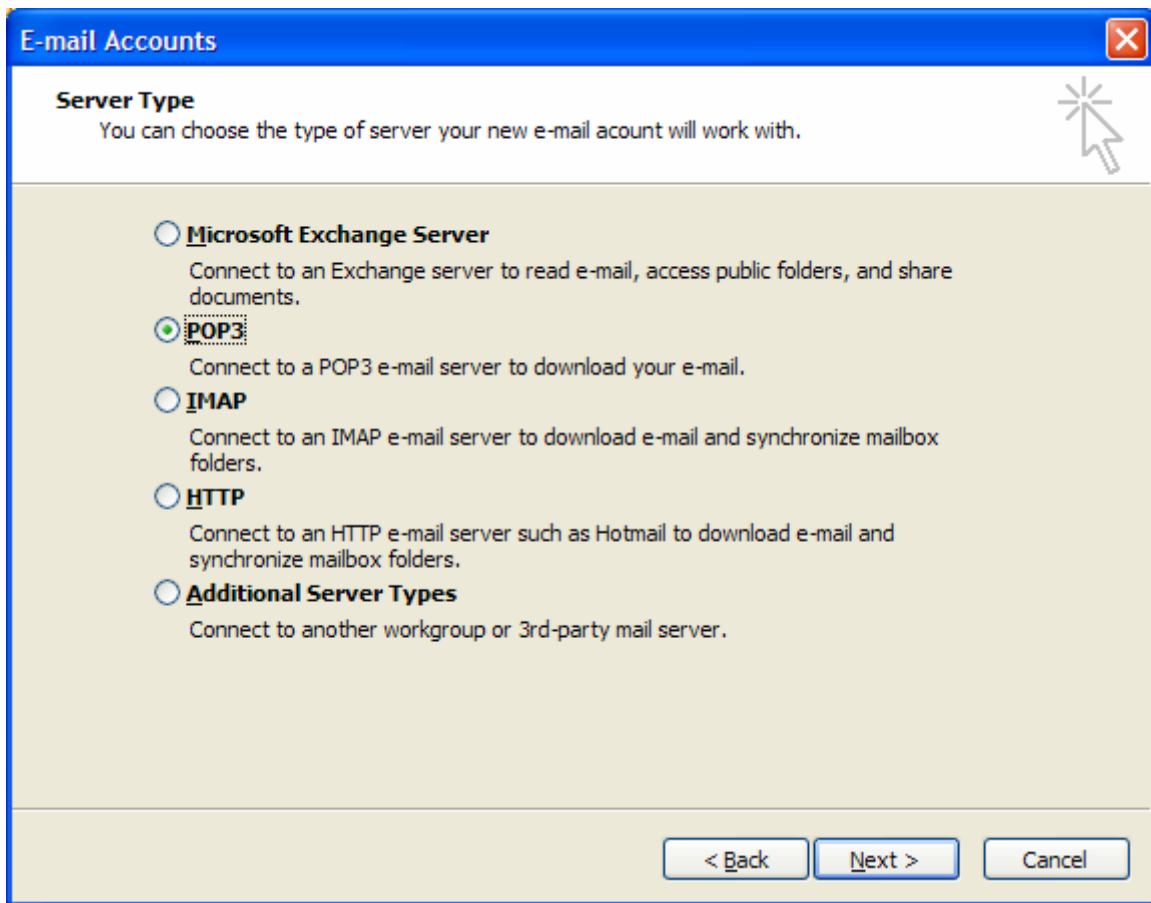 E-mail Accounts
Server Type
You can choose the type of server your new e-mail acount will work with.
Microsoft Exchange Server
Connect to an Exchange server to read e-mail, access public folders, and share
documents.
POP3
Connect to a POP3 e-mail server to download your e-mail.
IMAP
Connect to an IMAP e-mail server to download e-mail and synchronize mailbox
folders.
HTTP
Connect to an HTTP e-mail server such as Hotmail to download e-mail and
synchronize mailbox folders.
Additional Server Types
Connect to another workgroup or 3rd-party mail server.
< Back Next > Cancel